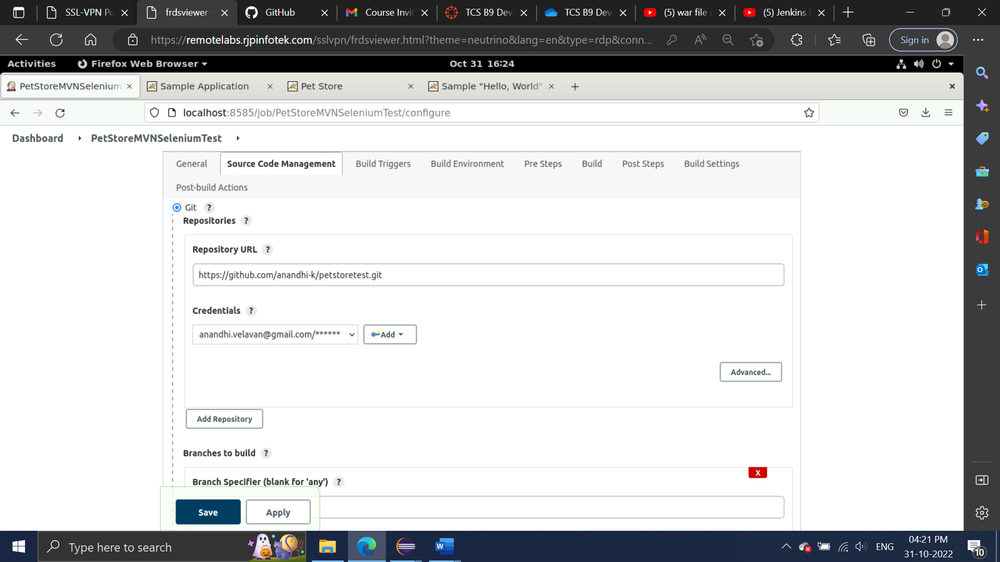 SSL-VPN Po
frdsviewer -
GitHub
Course Invit
TCS B9 Dev
TCS B9 Dev
(5) war file c
(5) Jenkins
https://remotelabs.rjpinfotek.com/sslvpn/frdsviewer.html?theme=neutrino&lang=en&type=rdp&conn...
Sign in
Activities
Firefox Web Browser
Oct 31 16:24
PetStoreMVNSeleniumT
Sample Application
Pet Store
Sample "Hello, World"
localhost:8585/job/PetStoreMVNSeleniumTest/configure
Dashboard
PetStoreMVNSeleniumTest
General
Source Code Management
Build Triggers
Build Environment
Pre Steps
Build
Post Steps
Build Settings
Post-build Actions
Git ?
Repositories ?
Repository URL ?
https://github.com/anandhi-k/petstoretest.git
Credentials ?
anandhi.velavan@gmail.com/******
Add
Advanced...
Add Repository
Branches to build ?
X
Branch Specifier (blank for 'any') ?
Save
Apply
Type here to search
ENG
04:21 PM
31-10-2022
10